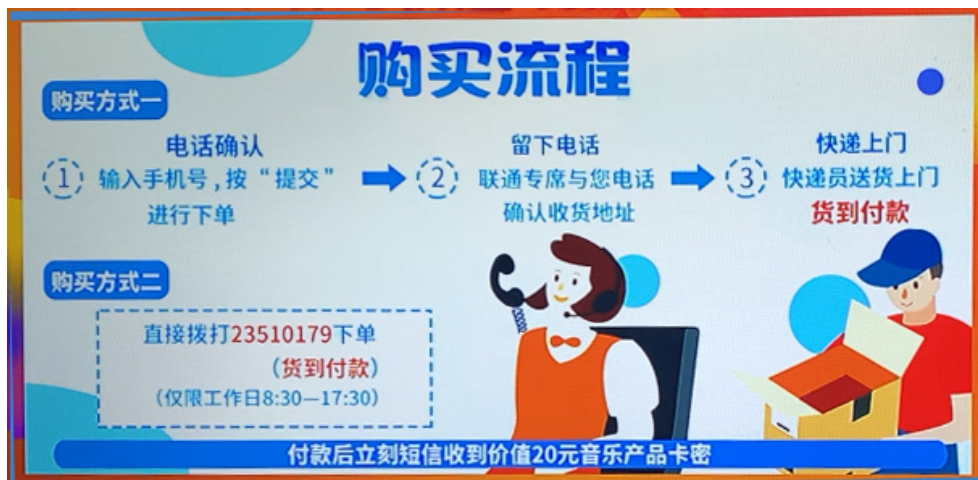 购买流程
购买方式一
电话确认
① 输入手机号,按“提交”
进行下单
留下电话
② 联通专席与您电话
确认收货地址
快递上门
③ 快递员送货上门
货到付款
购买方式二
直接拨打23510179下单
(货到付款)
(仅限工作日8:30—17:30)
付款后立刻短信收到价值20元音乐产品卡密